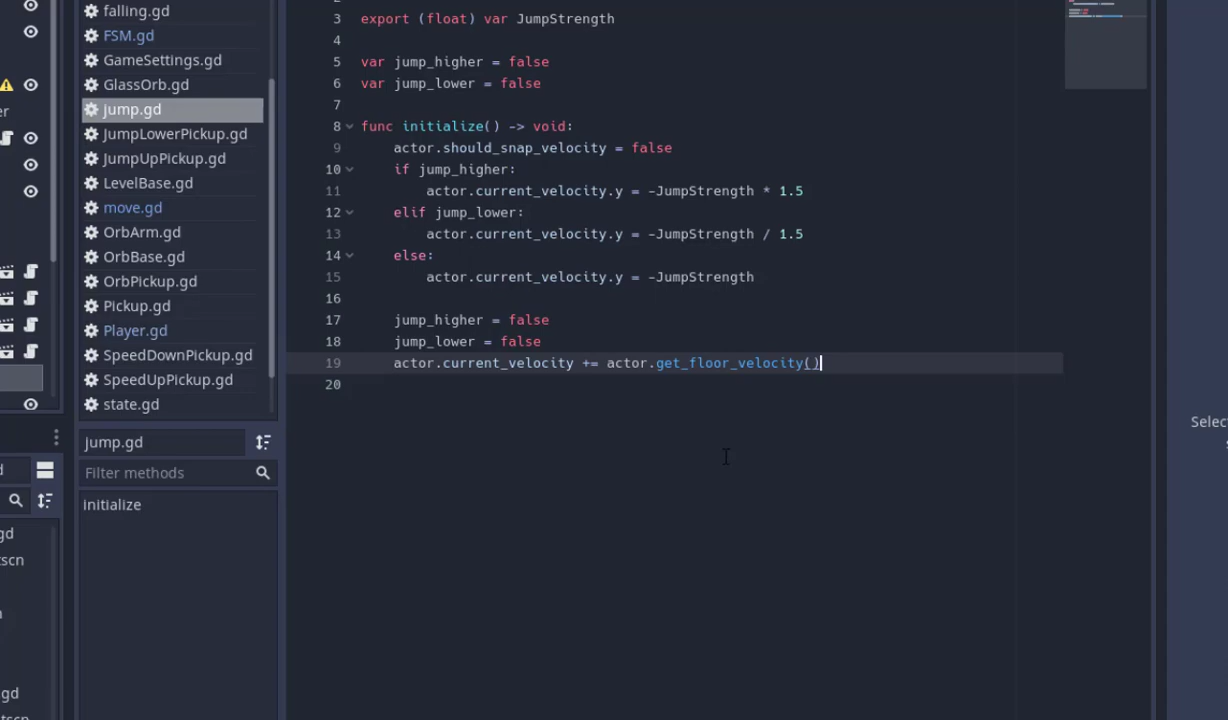 falling.gd
FSM.gd
GameSettings.gd
GlassOrb.gd
jump.gd
JumpLowerPickup.gd
JumpUpPickup.gd
LevelBase.gd
move.gd
OrbArm.gd
OrbBase.gd
OrbPickup.gd
Pickup.gd
Player.gd
SpeedDownPickup.gd
SpeedUpPickup.gd
state.gd
jump.gd
Filter methods
initialize
er
d
gd
tscn
gd
3 export (float) var JumpStrength
4
5 var jump_higher = false
6 var jump_lower = false
7
8 func initialize() -> void:
9 actor.should_snap_velocity = false
10 if jump_higher:
11 actor.current_velocity.y = -JumpStrength * 1.5
12 elif jump_lower:
13 actor.current_velocity.y = -JumpStrength / 1.5
14 else:
15 actor.current_velocity.y = -JumpStrength
16
17 jump_higher = false
18 jump_lower = false
19 actor.current_velocity += actor.get_floor_velocity()
20
Selec